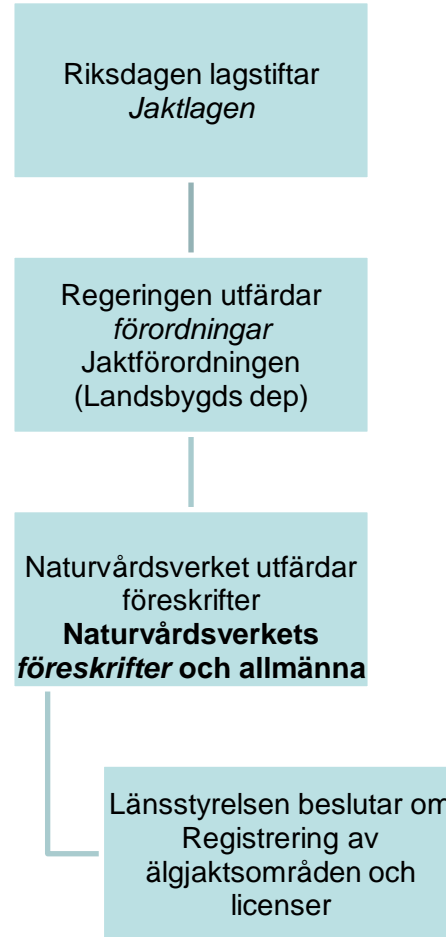 Riksdagen lagstiftar
Jaktlagen
Regeringen utfärdar
förordningar
Jaktförordningen
(Landsbygds dep)
Naturvårdsverket utfärdar
föreskrifter
Naturvårdsverkets
föreskrifter och allmänna
Länsstyrelsen beslutar om
Registrering av
älgjaktsområden och
licenser